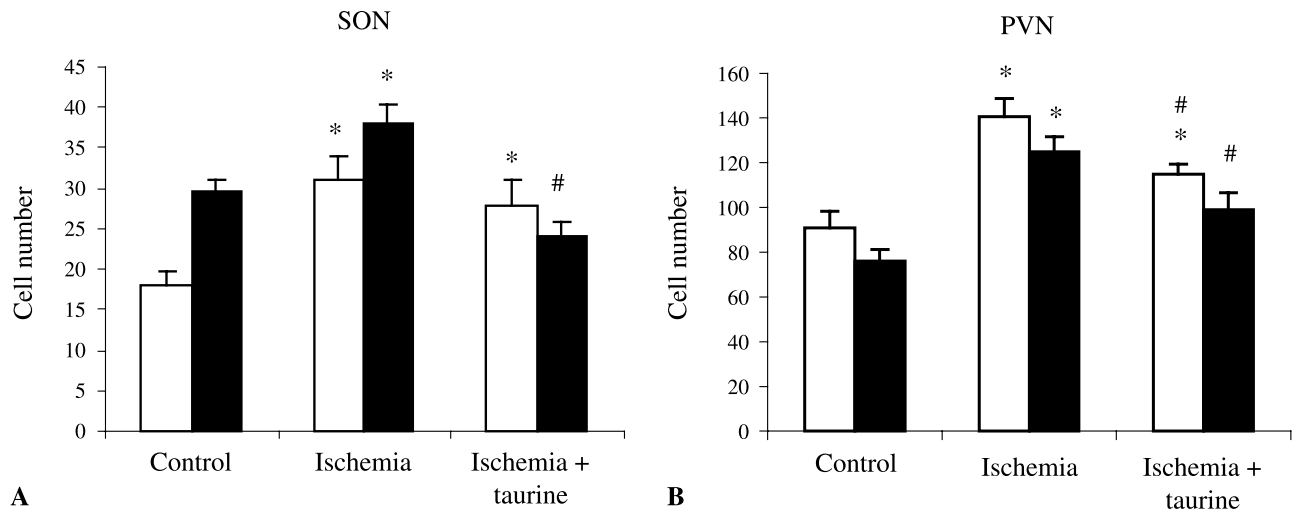 SON
45
40
35
30
25
20
15
10
5
0
Cell number
*
*
*
#
Control
Ischemia
Ischemia +
taurine
A
PVN
160
140
120
100
80
60
40
20
0
Cell number
*
*
#
*
#
Control
Ischemia
Ischemia +
taurine
B